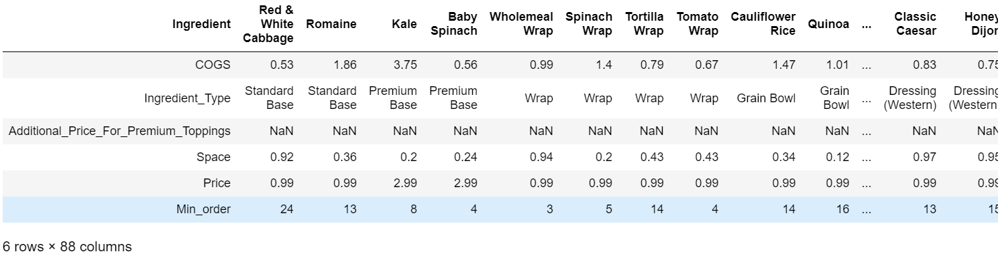 Ingredient Red & White Cabbage Romaine Kale Baby Spinach Wholemeal Wrap Spinach Wrap Tortilla Wrap Tomato Wrap Cauliflower Rice Quinoa ... Classic Caesar Honey Dijon
COGS 0.53 1.86 3.75 0.56 0.99 1.4 0.79 0.67 1.47 1.01 ... 0.83 0.75
Ingredient_Type Standard Base Standard Base Premium Base Premium Base Wrap Wrap Wrap Wrap Grain Bowl Grain Bowl ... Dressing (Western) Dressing (Western
Additional_Price_For_Premium_Toppings NaN NaN NaN NaN NaN NaN NaN NaN NaN NaN ... NaN NaN
Space 0.92 0.36 0.2 0.24 0.94 0.2 0.43 0.43 0.34 0.12 ... 0.97 0.95
Price 0.99 0.99 2.99 2.99 0.99 0.99 0.99 0.99 0.99 0.99 ... 0.99 0.99
Min_order 24 13 8 4 3 5 14 4 14 16 ... 13 15
6 rows × 88 columns